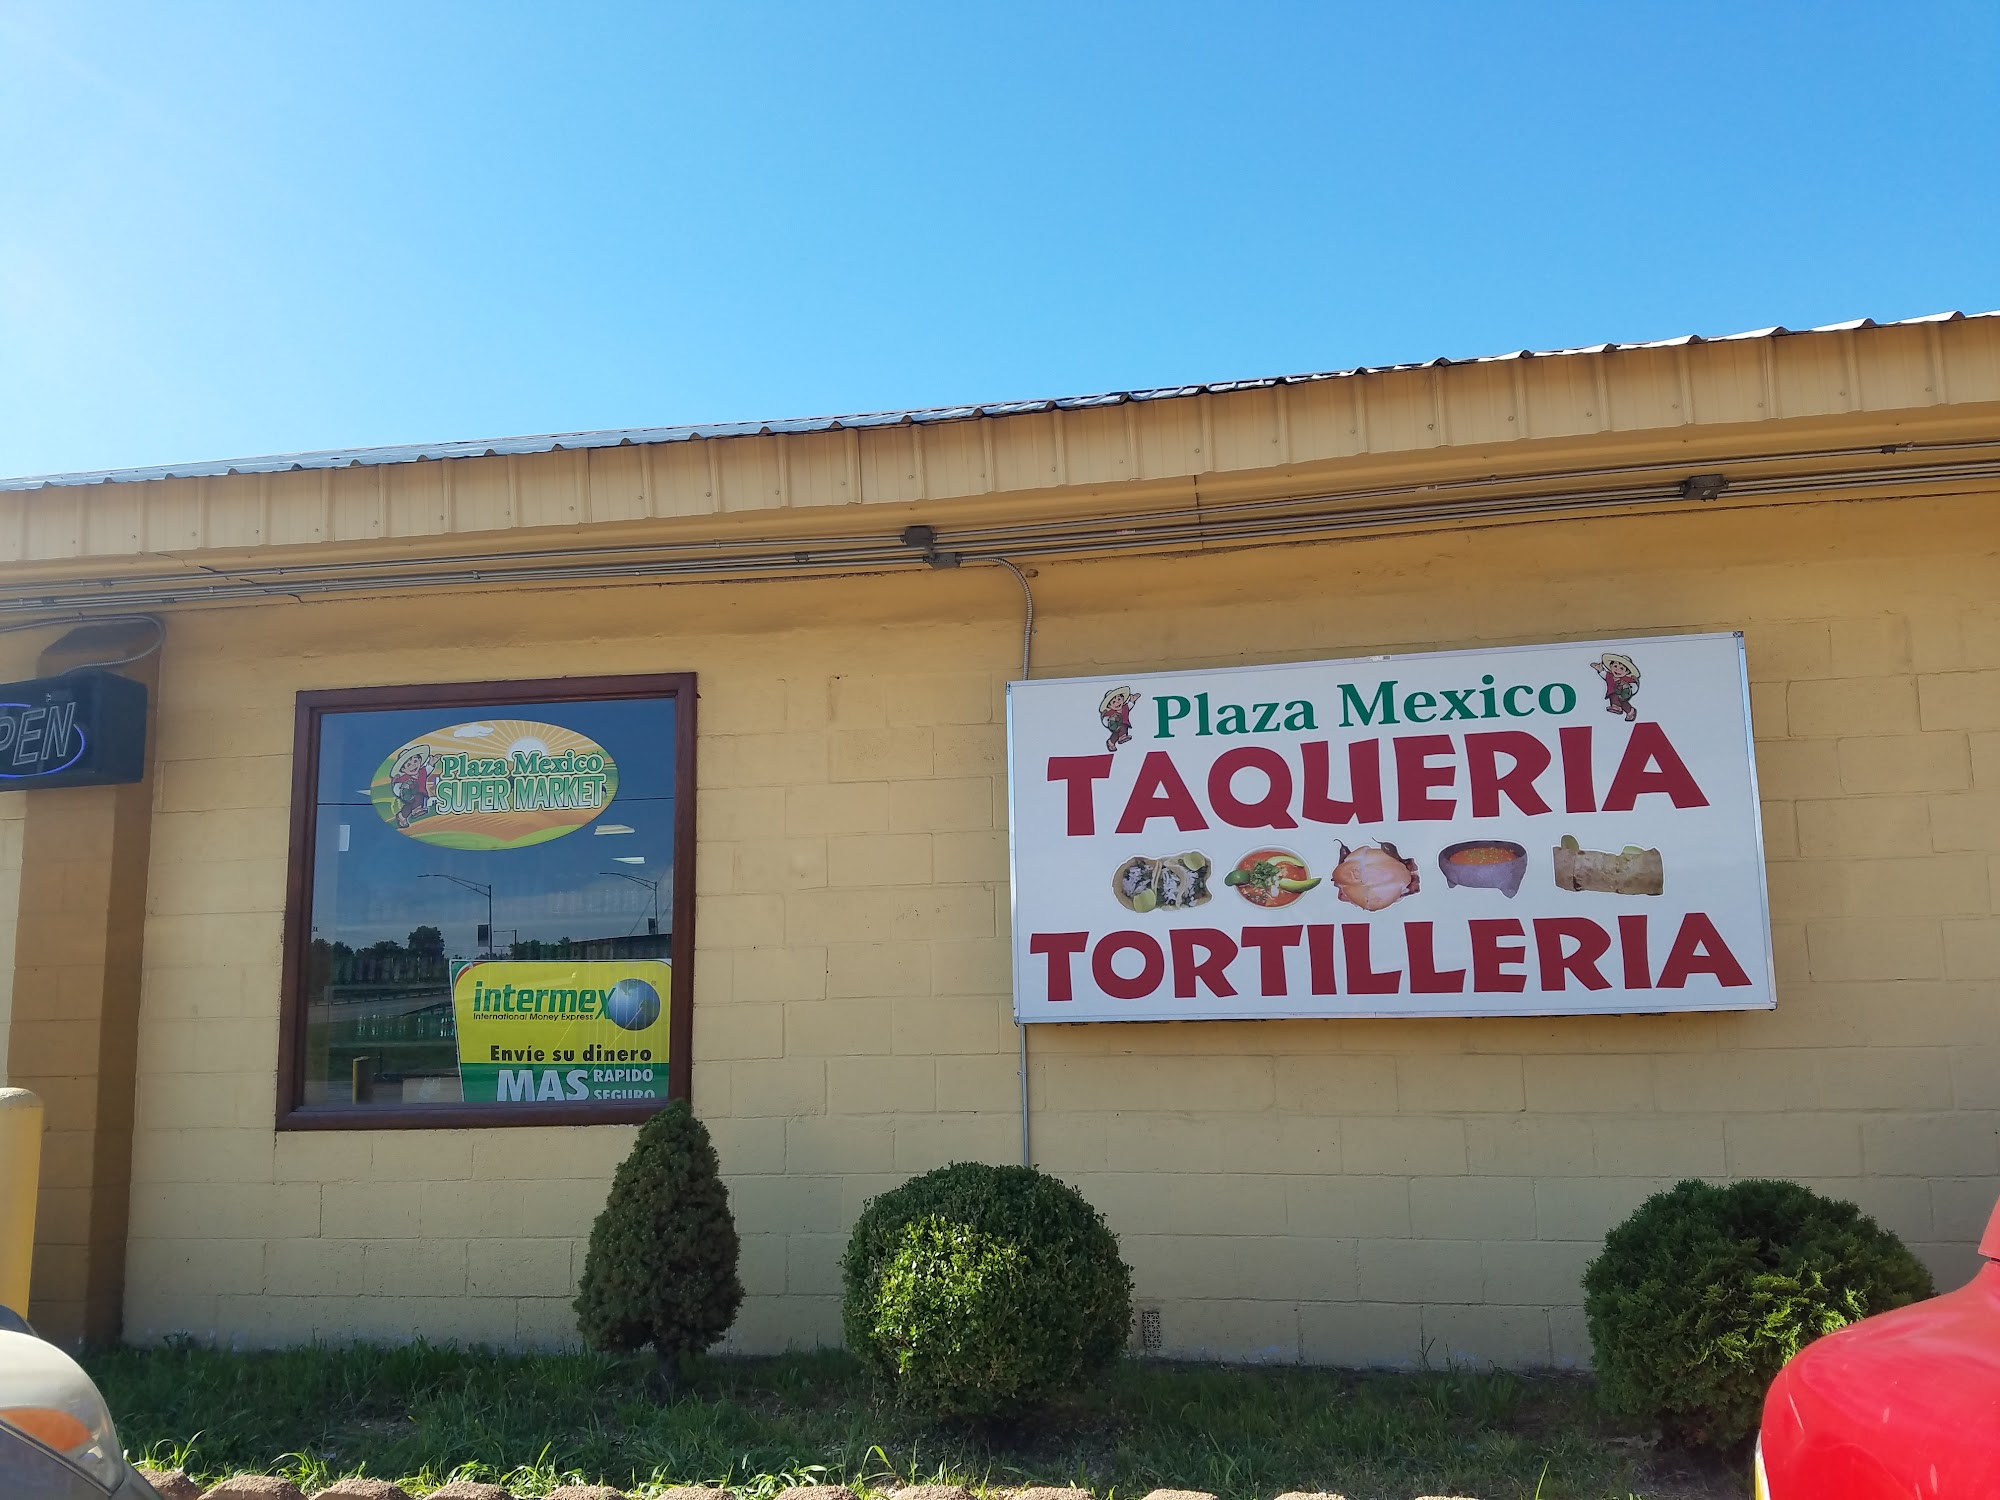 PEN
Plaza Mexico
SUPER MARKET
intermex
International Money Express
Envíe su dinero
MAS RAPIDO
SEGURO
Plaza Mexico
TAQUERIA
TORTILLERIA